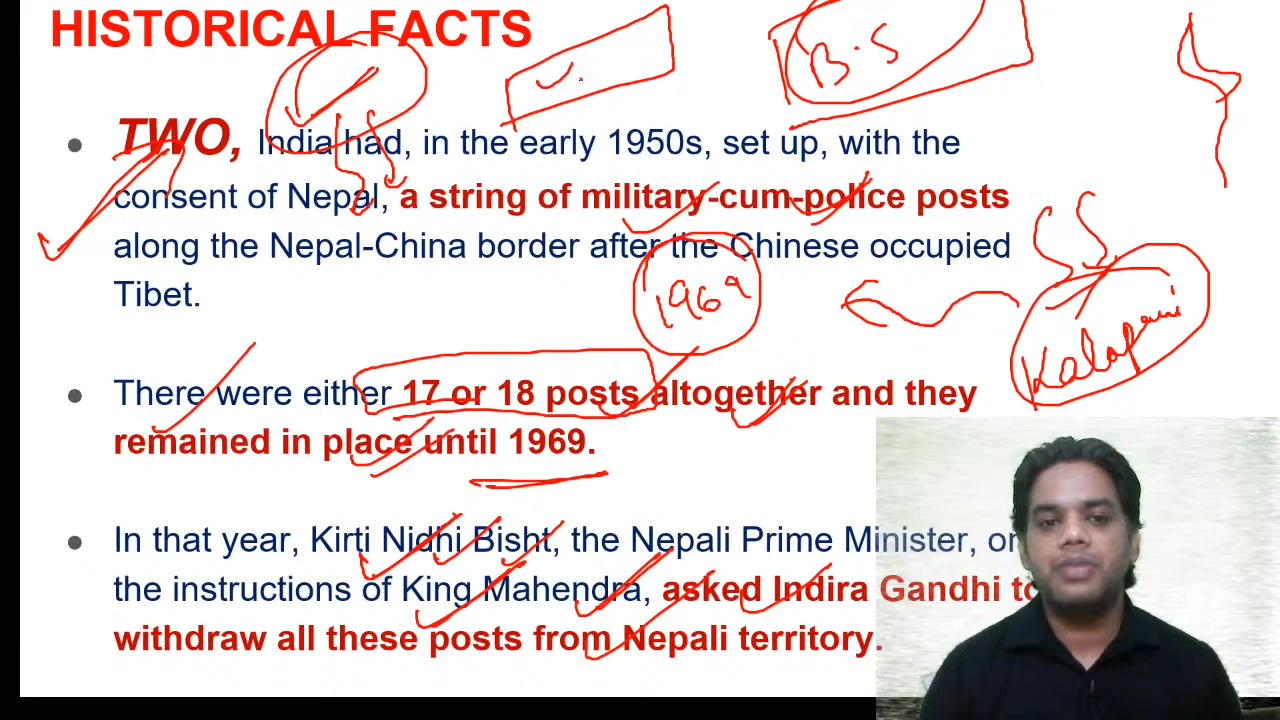 HISTORICAL FACTS
B.S
TWO, India had, in the early 1950s, set up, with the
consent of Nepal, a string of military-cum-police posts
along the Nepal-China border after the Chinese occupied
Tibet.
1969
Kalapani
There were either 17 or 18 posts altogether and they
remained in place until 1969.
In that year, Kirti Nidhi Bisht, the Nepali Prime Minister, on
the instructions of King Mahendra, asked Indira Gandhi to
withdraw all these posts from Nepali territory.